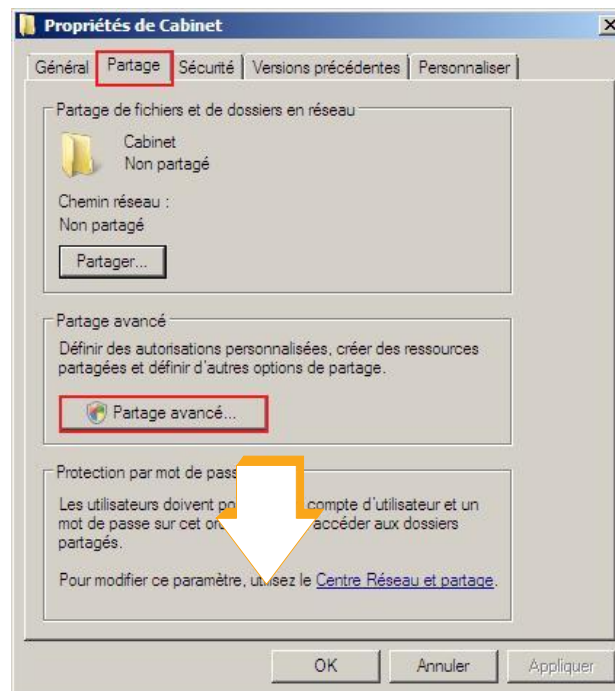 Propriétés de Cabinet
Général Partage Sécurité Versions précédentes Personnaliser
Partage de fichiers et de dossiers en réseau
Cabinet
Non partagé
Chemin réseau :
Non partagé
Partager...
Partage avancé
Définir des autorisations personnalisées, créer des ressources
partagées et définir d'autres options de partage.
Partage avancé...
Protection par mot de
Les utilisateurs doivent compte d'utilisateur et un
mot de passe sur cet accéder aux dossiers
partagés.
Pour modifier ce paramètre, utilisez le Centre Réseau et partage.
OK Annuler Appliquer